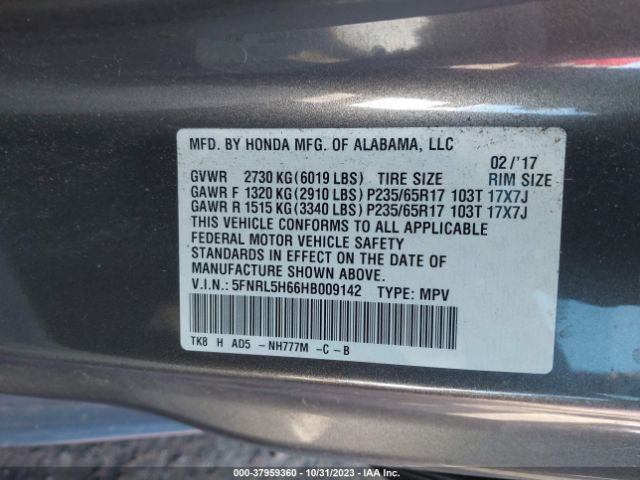 MFD. BY HONDA MFG. OF ALABAMA, LLC
02/'17
GVWR 2730 KG(6019 LBS) TIRE SIZE RIM SIZE
GAWR F 1320 KG(2910 LBS) P235/65R17 103T 17X7J
GAWR R 1515 KG(3340 LBS) P235/65R17 103T 17X7J
THIS VEHICLE CONFORMS TO ALL APPLICABLE
FEDERAL MOTOR VEHICLE SAFETY
STANDARDS IN EFFECT ON THE DATE OF
MANUFACTURE SHOWN ABOVE.
V.I.N.: 5FNRL5H66HB009142 TYPE: MPV
TK8 H AD5 -NH777M -C-B
000-37959360 - 10/31/2023 - IAAI.COM